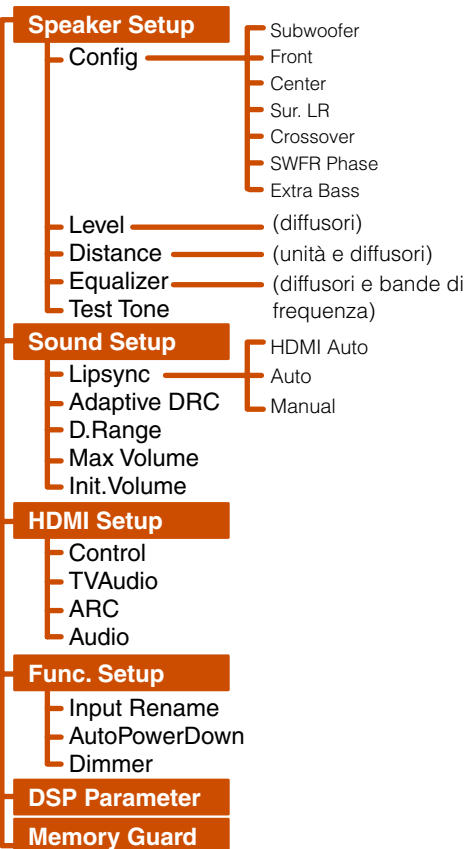 Speaker Setup
Config
Subwoofer
Front
Center
Sur. LR
Crossover
SWFR Phase
Extra Bass
Level
(diffusori)
Distance
(unità e diffusori)
Equalizer
(diffusori e bande di
frequenza)
Test Tone
Sound Setup
Lipsync
HDMI Auto
Auto
Manual
Adaptive DRC
D.Range
Max Volume
Init.Volume
HDMI Setup
Control
TVAudio
ARC
Audio
Func. Setup
Input Rename
AutoPowerDown
Dimmer
DSP Parameter
Memory Guard